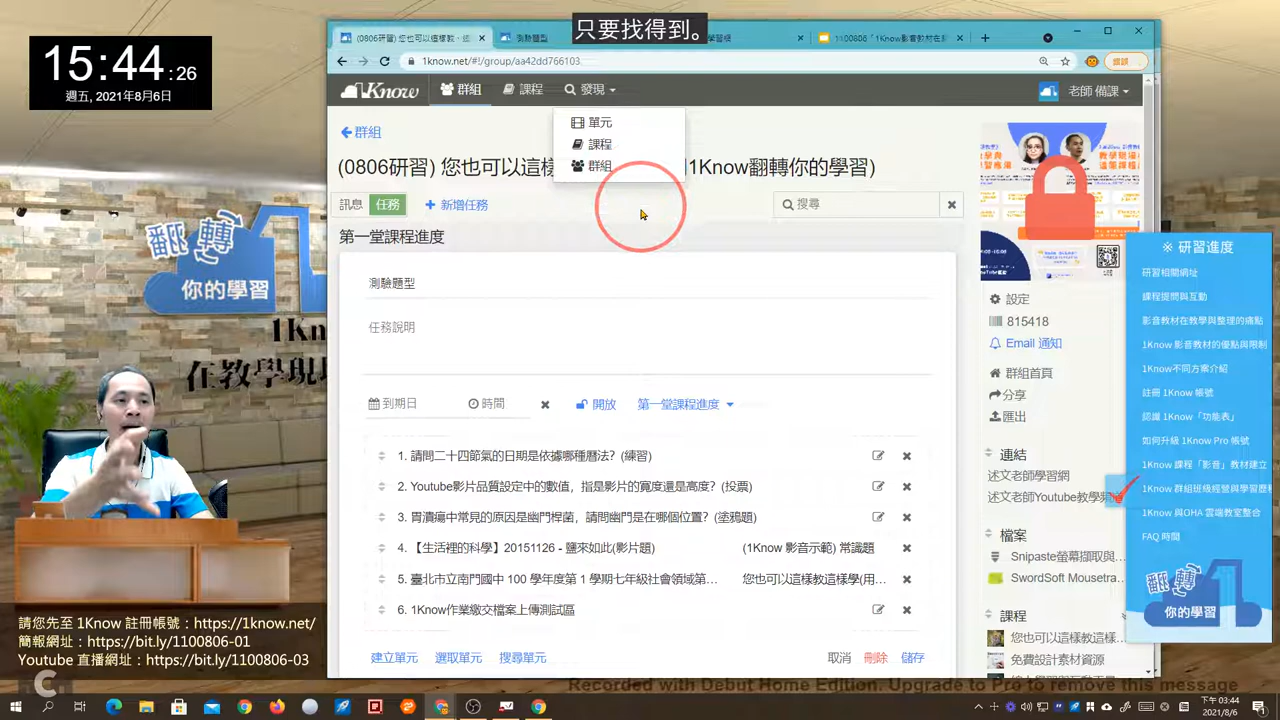 只要找得到。
15:44:26
週五, 2021年8月6日
(0806研習) 您也可以這樣教、這
測驗題型
學習網
1100806「1Know影音教材在
1know.net/#!/group/aa42dd766103
1Know
群組
課程
發現
老師 備課
單元
課程
群組
群組
(0806研習) 您也可以這
1Know翻轉你的學習)
訊息
任務
新增任務
搜尋
第一堂課程進度
測驗題型
任務說明
到期日
時間
開放
第一堂課程進度
1. 請問二十四節氣的日期是依據哪種曆法? (練習)
2. Youtube影片品質設定中的數值，指是影片的寬度還是高度? (投票)
3. 胃潰瘍中常見的原因是幽門桿菌，請問幽門是在哪個位置? (塗鴉題)
4. 【生活裡的科學】20151126 - 鹽來如此(影片題)
(1Know 影音示範) 常識題
5. 臺北市立南門國中 100 學年度第 1 學期七年級社會領域第...
您也可以這樣教這樣學(用...
6. 1Know作業繳交檔案上傳測試區
建立單元
選取單元
搜尋單元
取消
刪除
儲存
設定
815418
Email 通知
群組首頁
分享
匯出
連結
述文老師學習網
述文老師Youtube教學頻道
檔案
Snipaste螢幕擷取與...
SwordSoft Mousetra...
課程
您也可以這樣教這樣...
免費設計素材資源
※ 研習進度
研習相關網址
課程提問與互動
影音教材在教學與整理的痛點
1Know 影音教材的優點與限制
1Know不同方案介紹
註冊 1Know 帳號
認識 1Know「功能表」
如何升級 1Know Pro 帳號
1Know 課程「影音」教材建立
1Know 群組班級經營與學習歷程
1Know 與OHA 雲端教室整合
FAQ 時間
翻轉
你的學習
翻轉
你的學習
1Kn
在教學現
請您先至 1Know 註冊帳號：https://1know.net/
簡報網址：https://bit.ly/1100806-01
Youtube 直播網址：https://bit.ly/1100806-03
Recorded with Debut Home Edition. Upgrade to Pro to remove this message
下午 03:44
2021/8/6